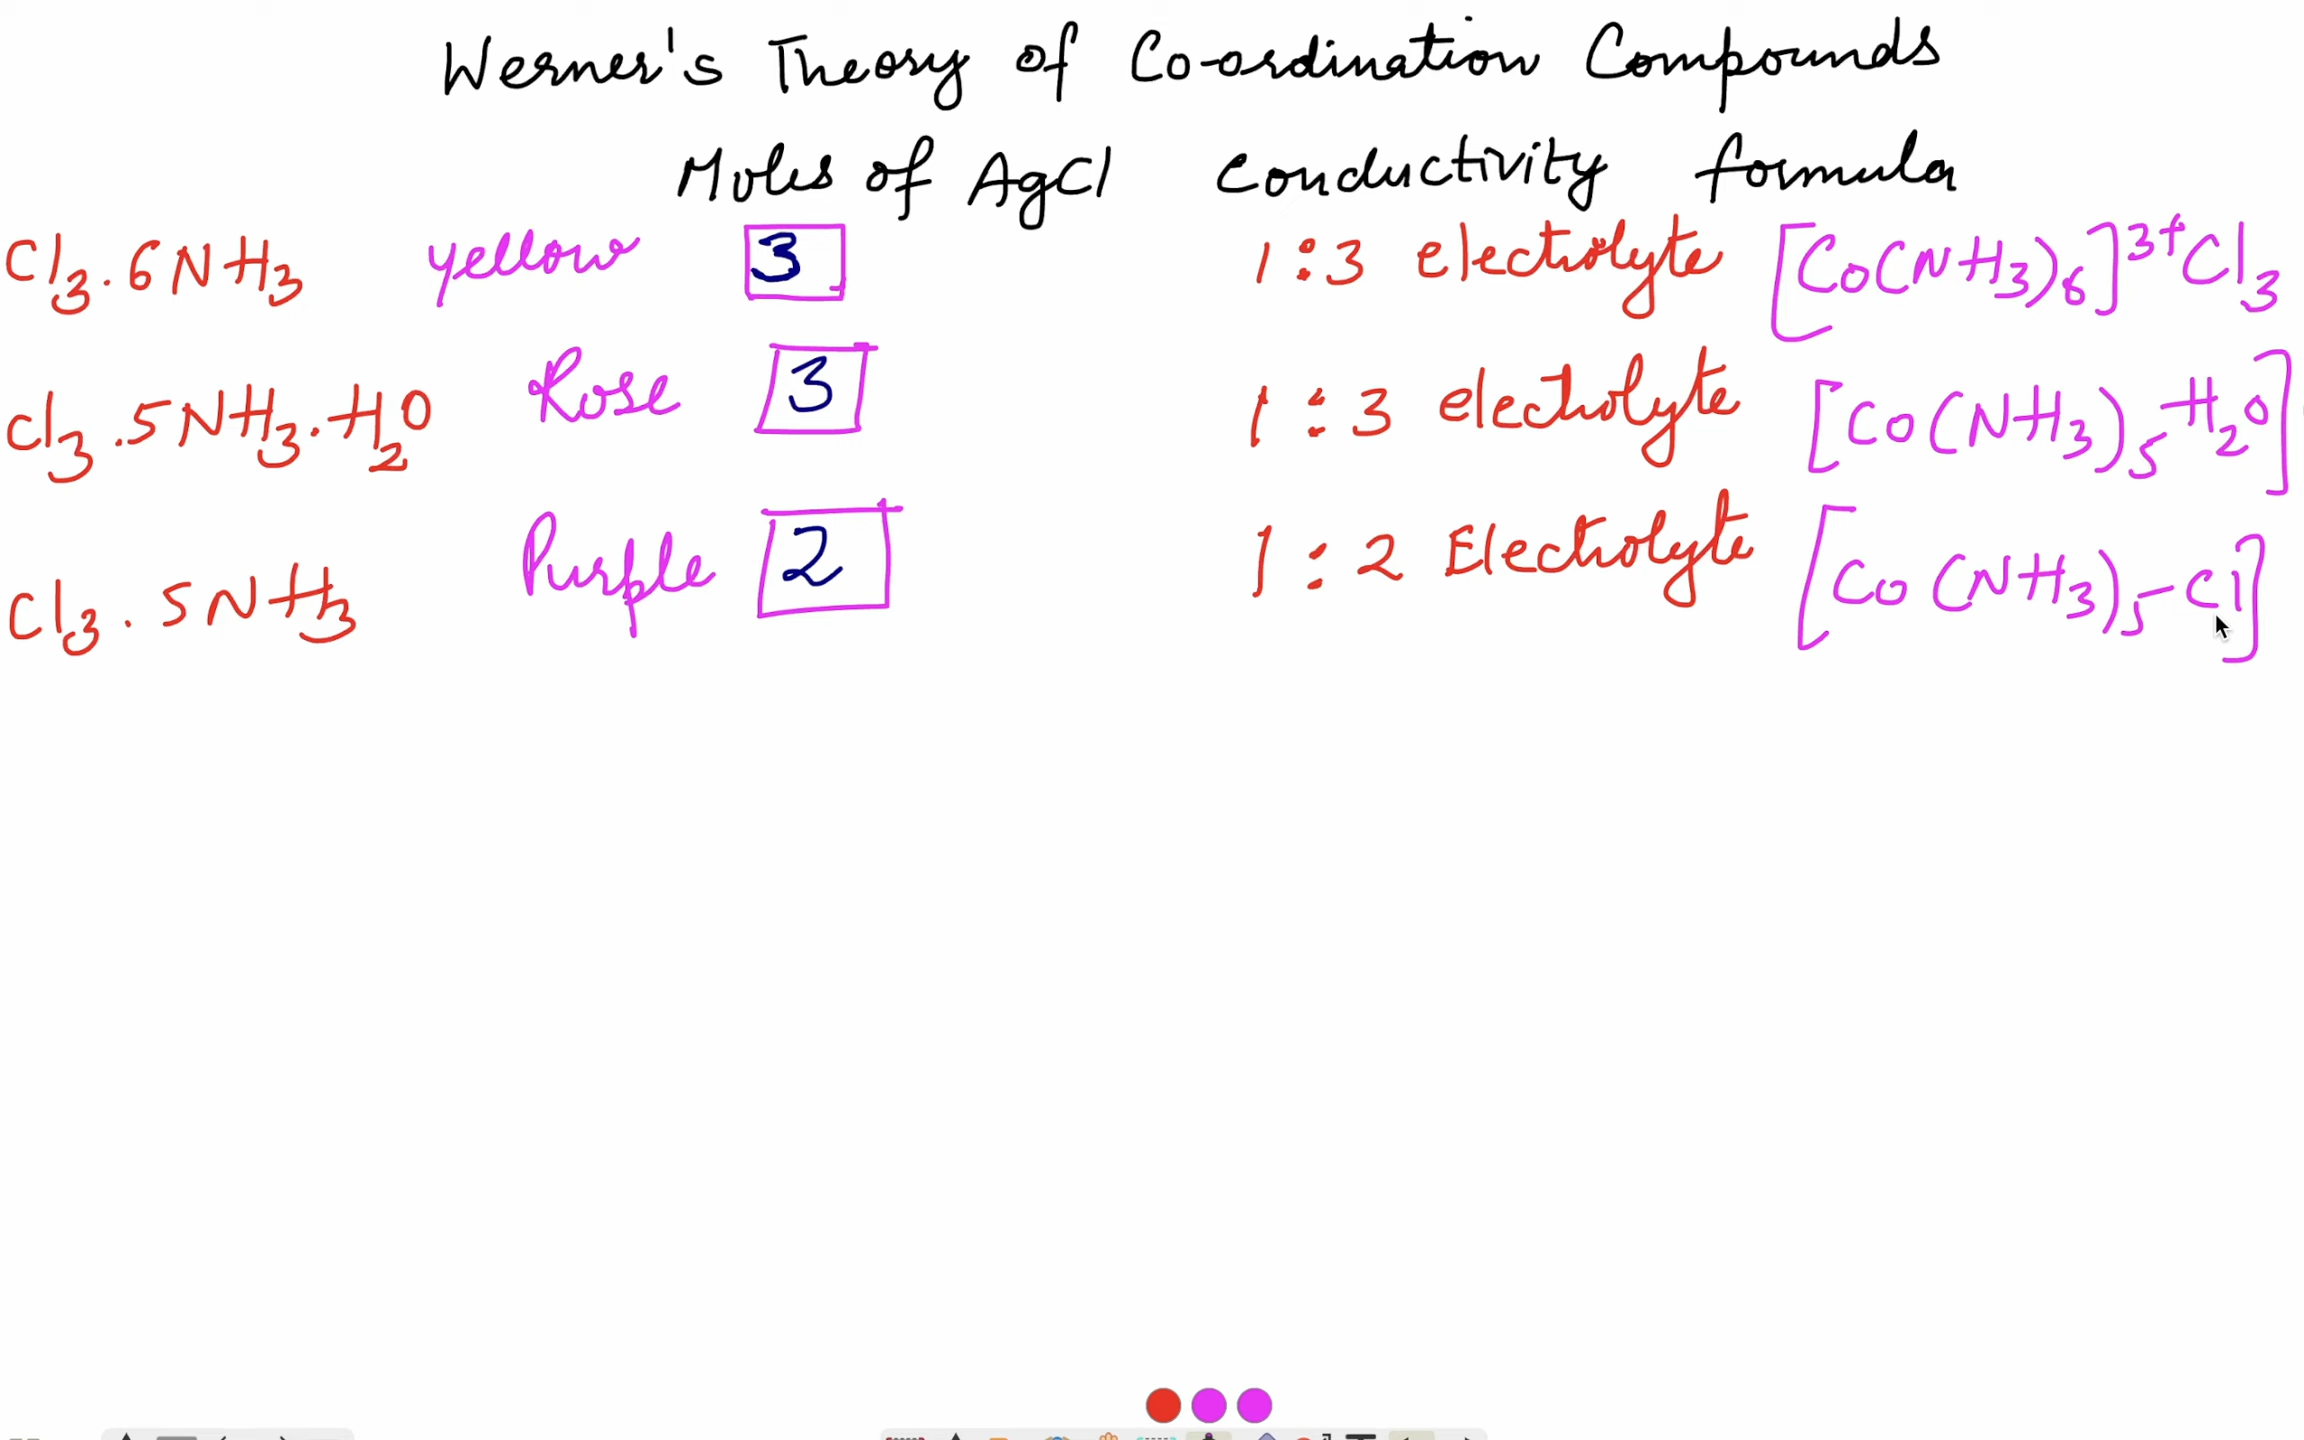 Werner's Theory of Co-ordination Compounds
Moles of AgCl Conductivity formula
Cl₃.6NH₃ yellow 3 1:3 electrolyte [Co(NH₃)₆]³⁺Cl₃
Cl₃.5NH₃.H₂O Rose 3 1:3 electrolyte [Co(NH₃)₅H₂O]
Cl₃.5NH₃ Purple 2 1:2 Electrolyte [Co(NH₃)₅-Cl]